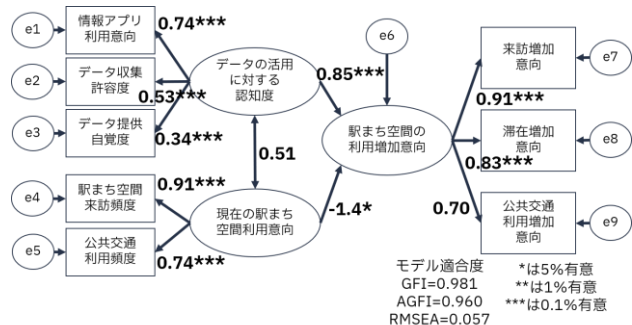 e1
情報アプリ
利用意向
0.74***
e2
データ収集
許容度
0.53***
e3
データ提供
自覚度
0.34***
データの活用
に対する
認知度
0.85***
e6
駅まち空間の
利用増加意向
0.51
e4
駅まち空間
来訪頻度
0.91***
e5
公共交通
利用頻度
0.74***
現在の駅まち
空間利用意向
-1.4*
来訪増加
意向
e7
0.91***
滞在増加
意向
e8
0.83***
公共交通
利用増加
意向
e9
0.70
モデル適合度
GFI=0.981
AGFI=0.960
RMSEA=0.057
*は5%有意
**は1%有意
***は0.1%有意